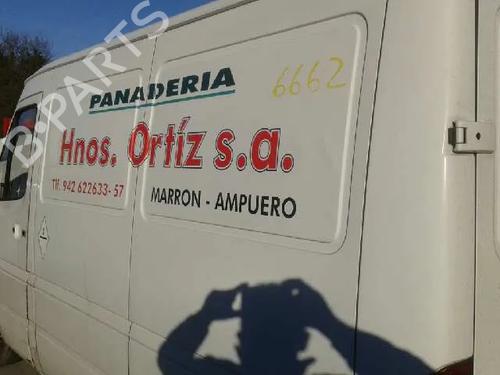 B-PARTS
PANADERIA
6662
Hnos. Ortíz s.a.
Tlf: 942 622633-57
MARRON - AMPUERO